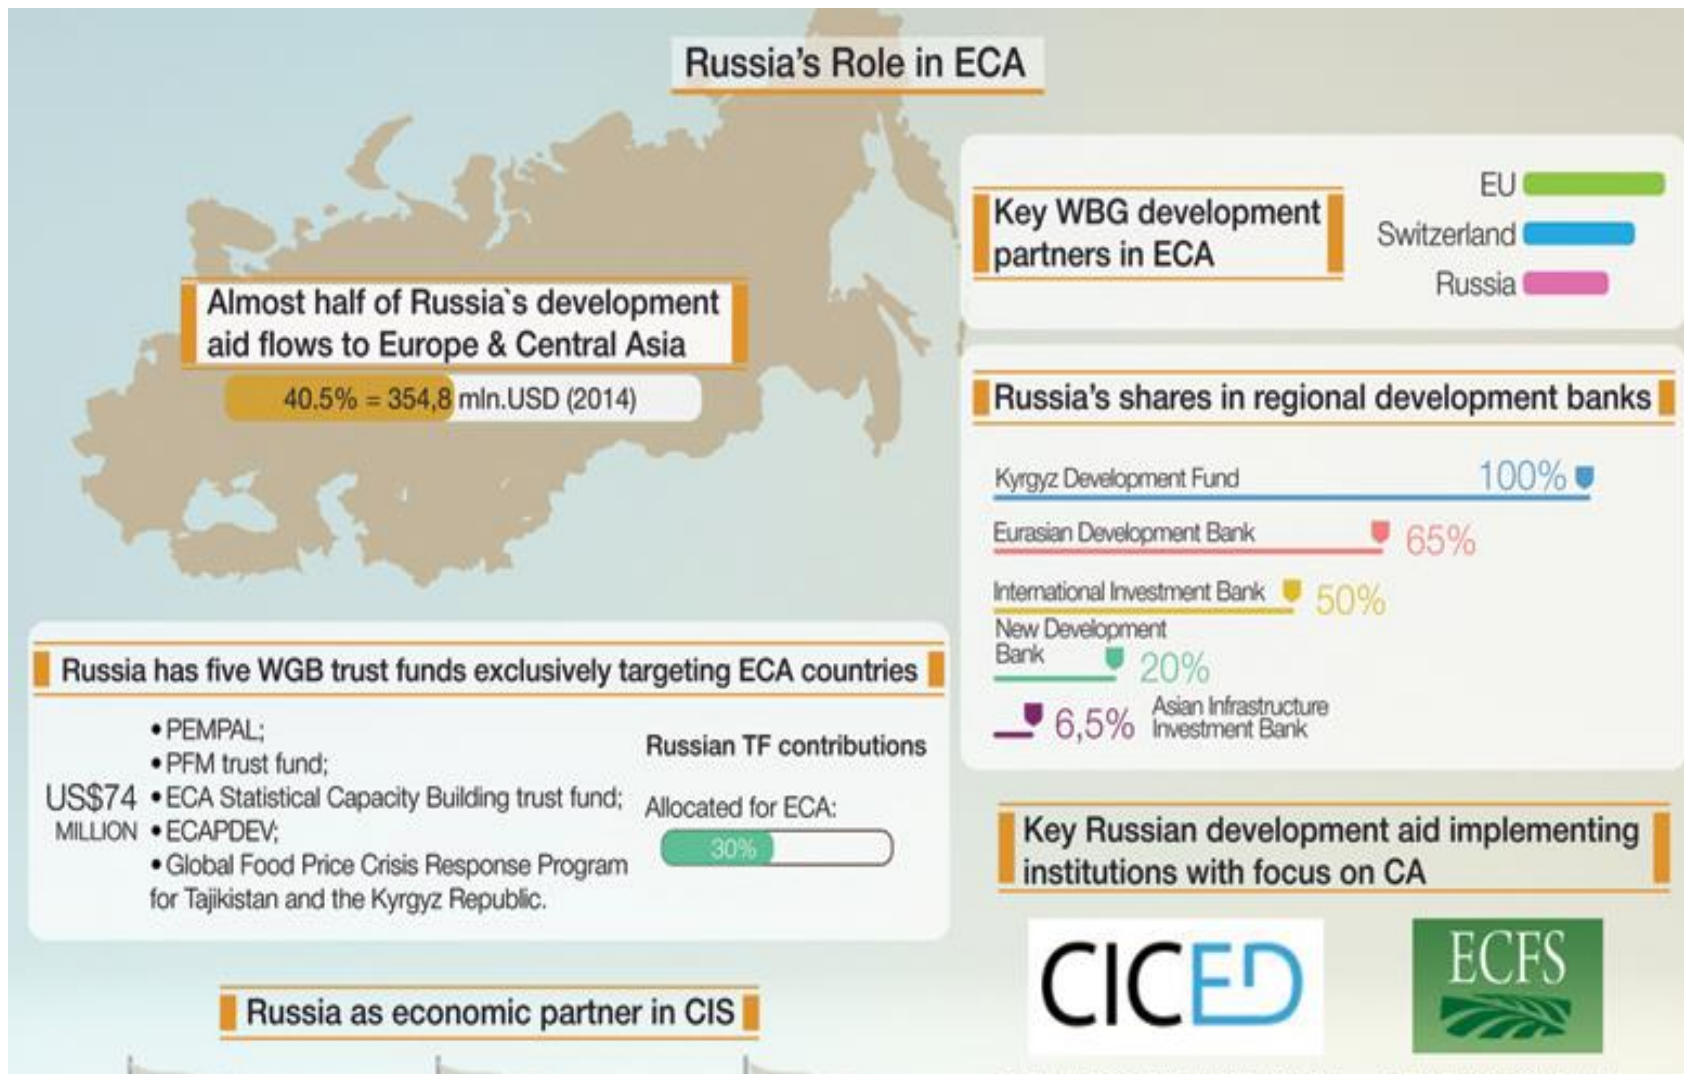 Russia's Role in ECA
Almost half of Russia`s development
aid flows to Europe & Central Asia
40.5% = 354,8 mln.USD (2014)
Key WBG development
partners in ECA
EU
Switzerland
Russia
Russia's shares in regional development banks
Kyrgyz Development Fund 100%
Eurasian Development Bank 65%
International Investment Bank 50%
New Development
Bank 20%
6,5% Asian Infrastructure
Investment Bank
Russia has five WGB trust funds exclusively targeting ECA countries
US$74
MILLION
• PEMPAL;
• PFM trust fund;
• ECA Statistical Capacity Building trust fund;
• ECAPDEV;
• Global Food Price Crisis Response Program
for Tajikistan and the Kyrgyz Republic.
Russian TF contributions
Allocated for ECA:
30%
Key Russian development aid implementing
institutions with focus on CA
CICED
ECFS
Russia as economic partner in CIS